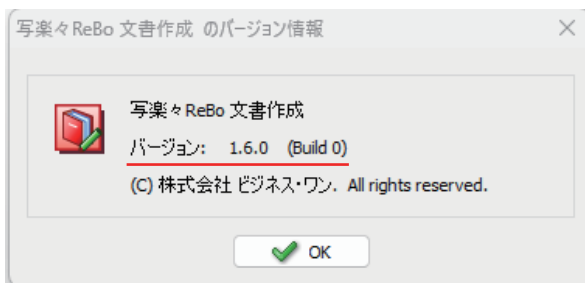 写楽々ReBo 文書作成 のバージョン情報
写楽々ReBo 文書作成
バージョン: 1.6.0 (Build 0)
(C) 株式会社 ビジネス・ワン. All rights reserved.
OK